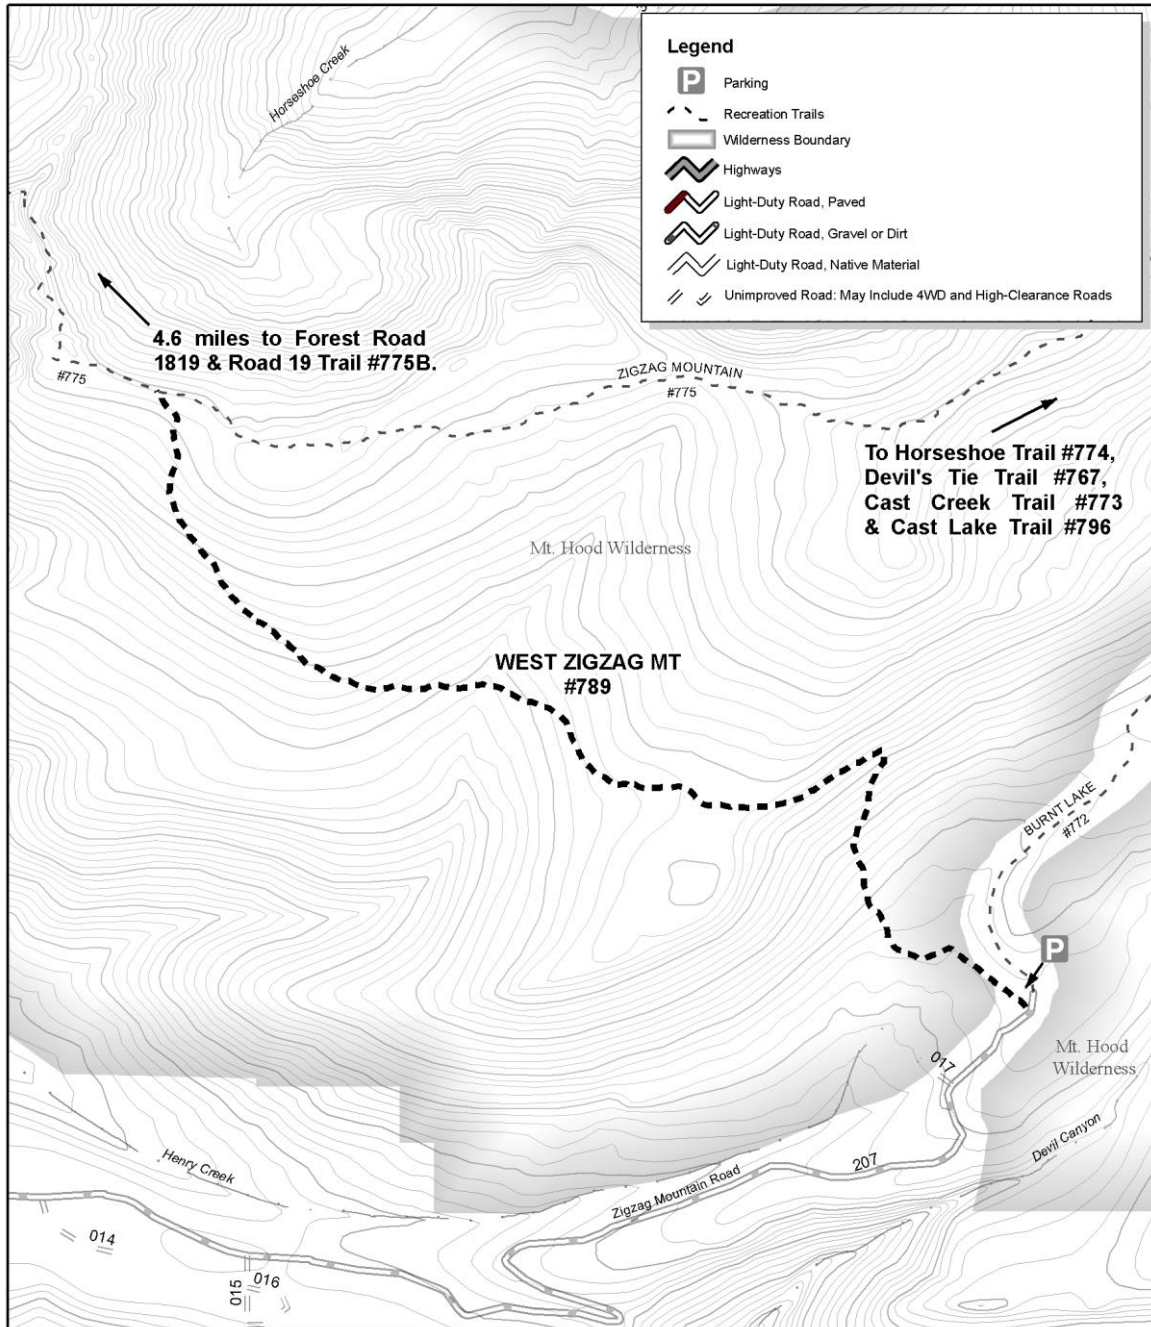 Horseshoe Creek
Legend
P
Parking
Recreation Trails
Wilderness Boundary
Highways
Light-Duty Road, Paved
Light-Duty Road, Gravel or Dirt
Light-Duty Road, Native Material
Unimproved Road: May Include 4WD and High-Clearance Roads
4.6 miles to Forest Road
1819 & Road 19 Trail #775B.
#775
ZIGZAG MOUNTAIN
#775
To Horseshoe Trail #774,
Devil's Tie Trail #767,
Cast Creek Trail #773
& Cast Lake Trail #796
Mt. Hood Wilderness
WEST ZIGZAG MT
#789
BURNT LAKE
#772
P
Mt. Hood
Wilderness
017
Devil Canyon
Henry Creek
207
Zigzag Mountain Road
014
015
016